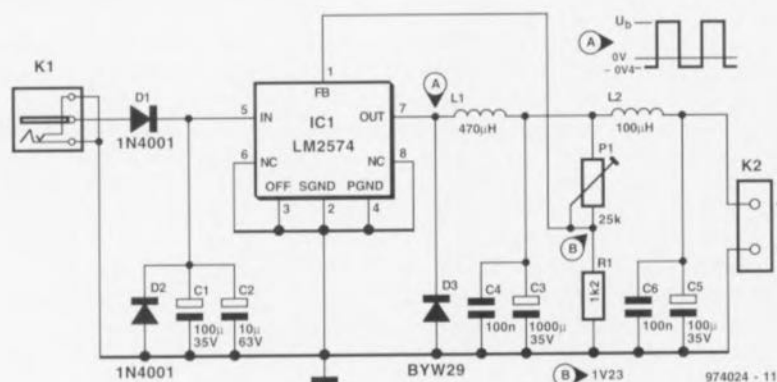 K1
D1
1N4001
1
FB
5
IN
IC1
LM2574
OUT
7
6
NC
NC
8
OFF
SGND
PGND
3
2
4
A
L1
470µH
A
Ub
0V
- 0V4
L2
100µH
P1
25k
B
K2
R1
1k2
D2
1N4001
C1
100µ
35V
C2
10µ
63V
D3
BYW29
C4
100n
C3
1000µ
35V
C6
100n
C5
100µ
35V
B 1V23
974024 - 11